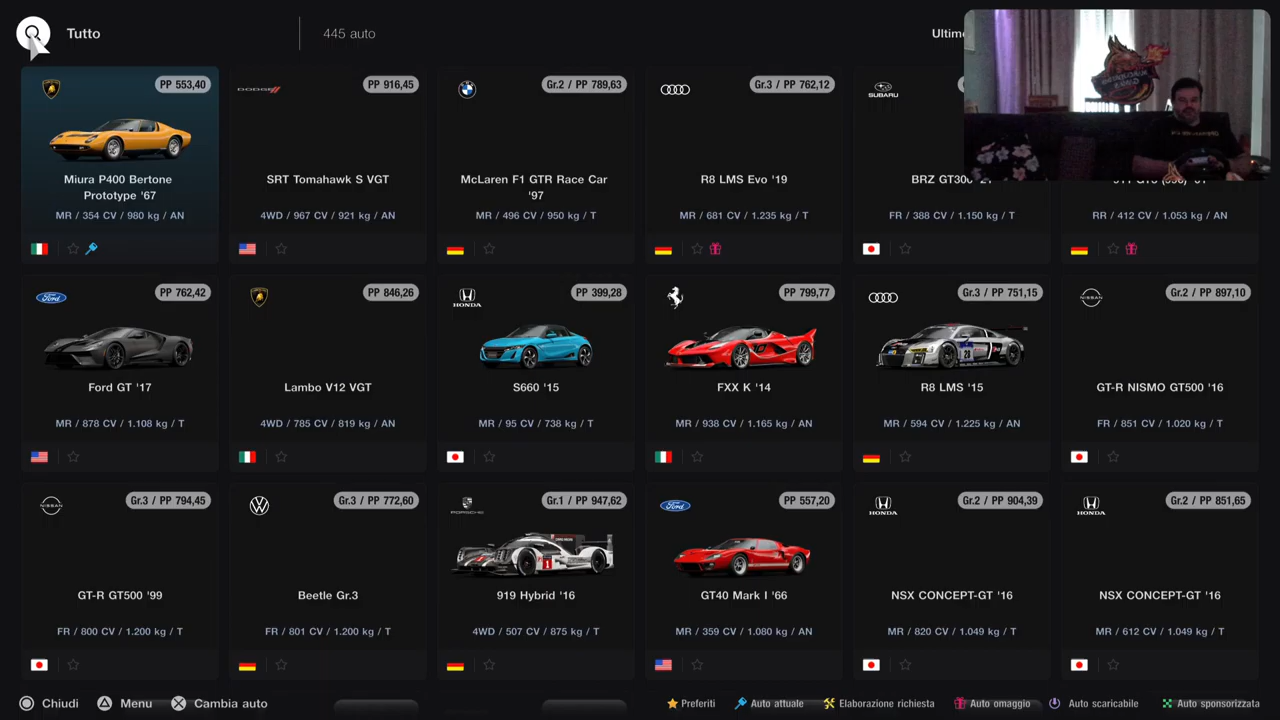 Tutto
445 auto
PP 553,40
Miura P400 Bertone
Prototype '67
MR / 354 CV / 980 kg / AN
DODGE
PP 916,45
SRT Tomahawk S VGT
4WD / 967 CV / 921 kg / AN
Gr.2 / PP 789,63
McLaren F1 GTR Race Car
'97
MR / 496 CV / 950 kg / T
Gr.3 / PP 762,12
R8 LMS Evo '19
MR / 681 CV / 1.235 kg / T
SUBARU
FR / 388 CV / 1.150 kg / T
RR / 412 CV / 1.053 kg / AN
Ford
PP 762,42
Ford GT '17
MR / 878 CV / 1.108 kg / T
PP 846,26
Lambo V12 VGT
4WD / 785 CV / 819 kg / AN
HONDA
PP 399,28
S660 '15
MR / 95 CV / 738 kg / T
PP 799,77
FXX K '14
MR / 938 CV / 1.165 kg / AN
Gr.3 / PP 751,15
R8 LMS '15
MR / 594 CV / 1.225 kg / AN
NISSAN
Gr.2 / PP 897,10
GT-R NISMO GT500 '16
FR / 851 CV / 1.020 kg / T
NISSAN
Gr.3 / PP 794,45
GT-R GT500 '99
FR / 800 CV / 1.200 kg / T
Gr.3 / PP 772,60
Beetle Gr.3
FR / 801 CV / 1.200 kg / T
PORSCHE
Gr.1 / PP 947,62
919 Hybrid '16
4WD / 507 CV / 875 kg / T
Ford
PP 557,20
GT40 Mark I '66
MR / 359 CV / 1.080 kg / AN
HONDA
Gr.2 / PP 904,39
NSX CONCEPT-GT '16
MR / 820 CV / 1.049 kg / T
HONDA
Gr.2 / PP 851,65
NSX CONCEPT-GT '16
MR / 612 CV / 1.049 kg / T
Chiudi
Menu
Cambia auto
Preferiti
Auto attuale
Elaborazione richiesta
Auto omaggio
Auto scaricabile
Auto sponsorizzata